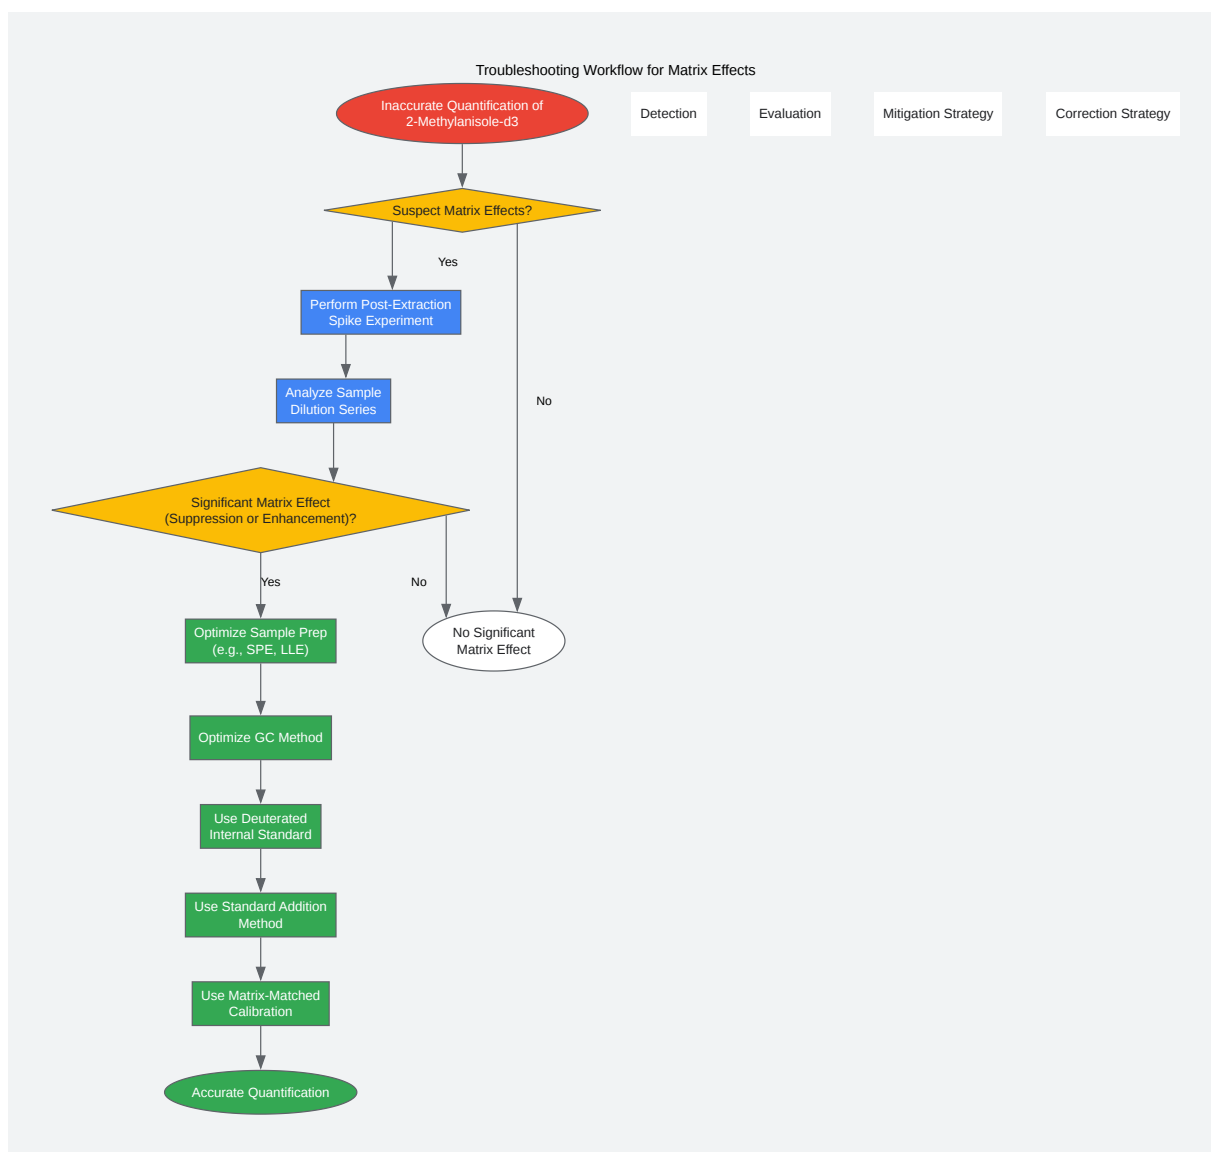 Troubleshooting Workflow for Matrix Effects
Inaccurate Quantification of
2-Methylanisole-d3
Detection
Evaluation
Mitigation Strategy
Correction Strategy
Suspect Matrix Effects?
Yes
Perform Post-Extraction
Spike Experiment
Analyze Sample
Dilution Series
No
Significant Matrix Effect
(Suppression or Enhancement)?
Yes
No
Optimize Sample Prep
(e.g., SPE, LLE)
No Significant
Matrix Effect
Optimize GC Method
Use Deuterated
Internal Standard
Use Standard Addition
Method
Use Matrix-Matched
Calibration
Accurate Quantification